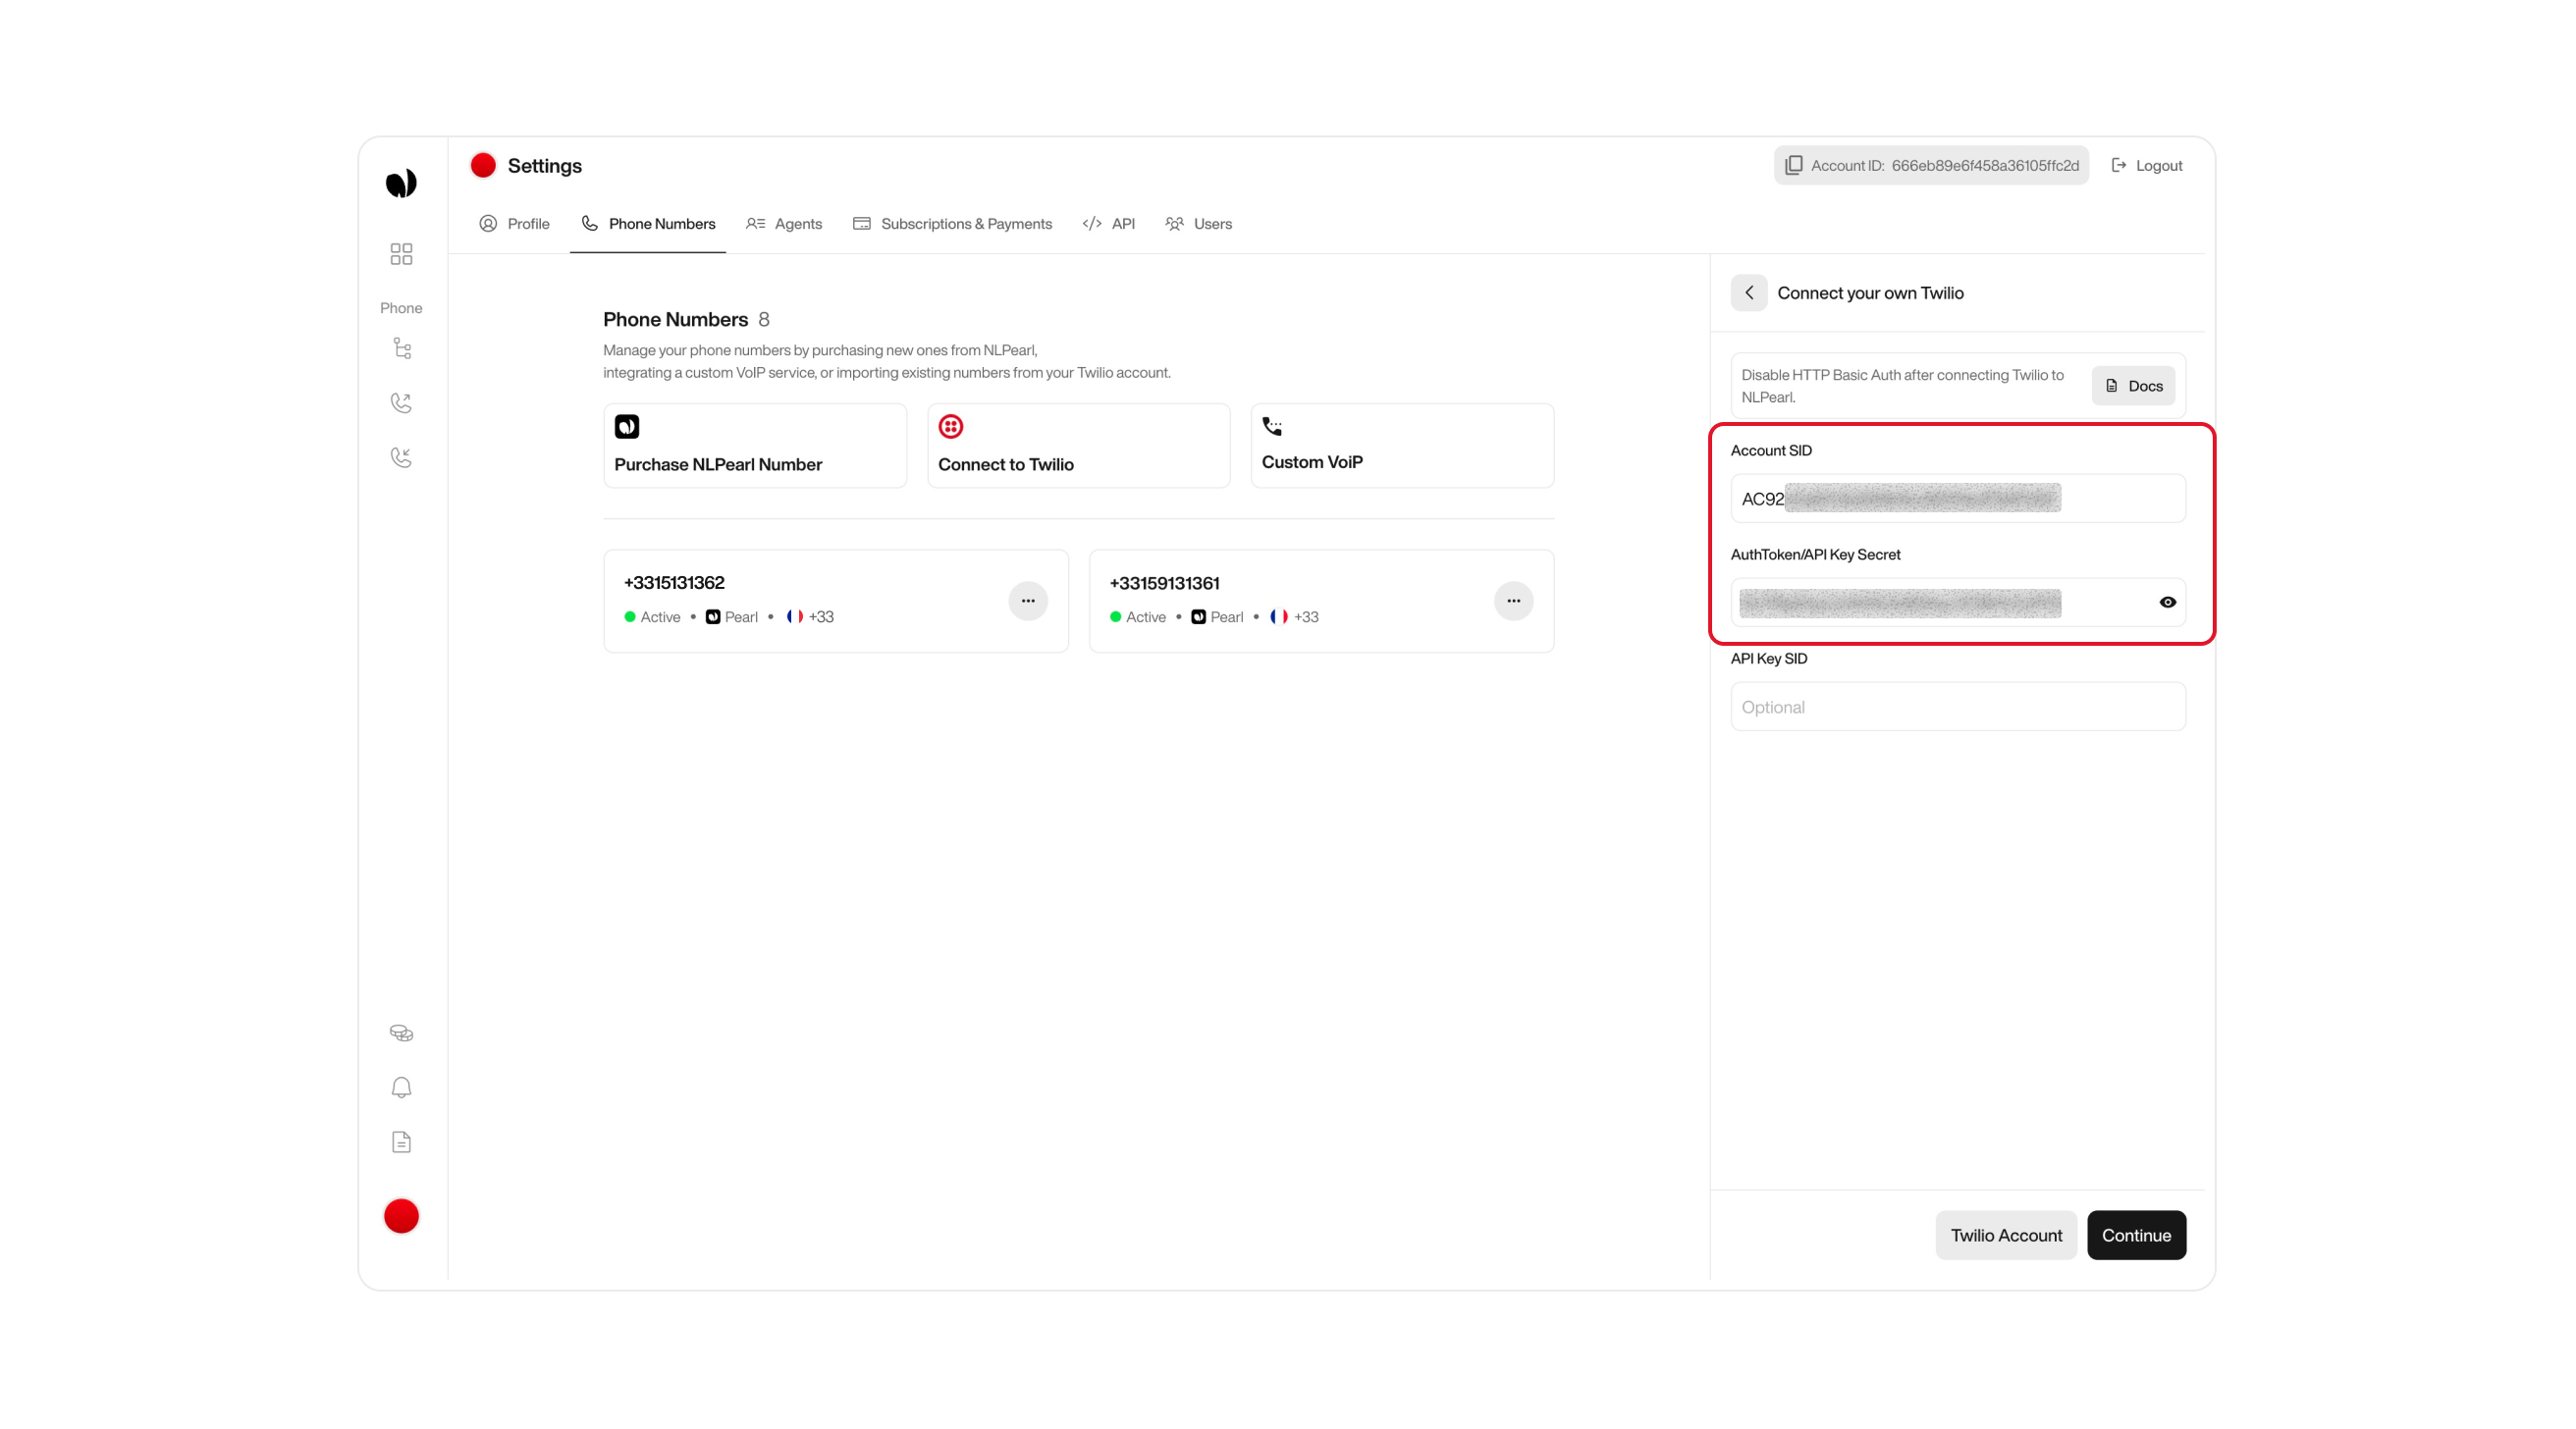 Settings
Account ID: 666eb89e6f458a36105ffc2d
Logout
Profile
Phone Numbers
Agents
Subscriptions & Payments
API
Users
Phone
Phone Numbers 8
Manage your phone numbers by purchasing new ones from NLPearl,
integrating a custom VoIP service, or importing existing numbers from your Twilio account.
Purchase NLPearl Number
Connect to Twilio
Custom VoiP
+3315131362
Active • Pearl • +33
+33159131361
Active • Pearl • +33
Connect your own Twilio
Disable HTTP Basic Auth after connecting Twilio to
NLPearl.
Docs
Account SID
AC92
AuthToken/API Key Secret
API Key SID
Optional
Twilio Account
Continue